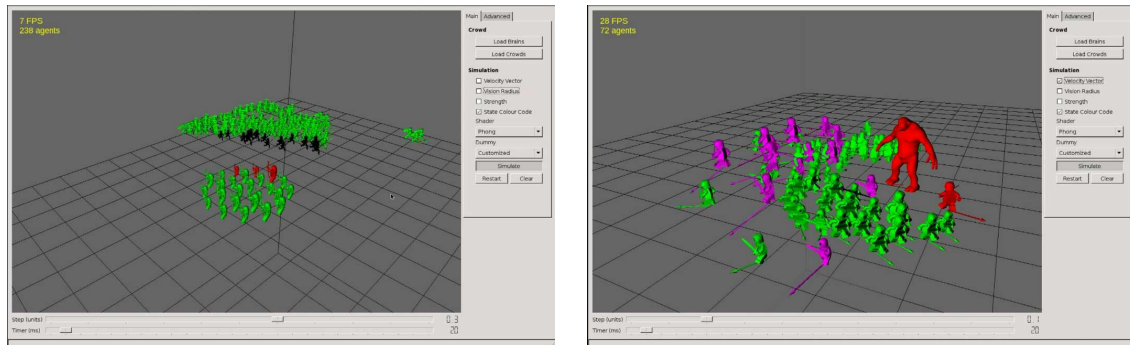 7 FPS
238 agents
Main Advanced
Crowd
Load Brains
Load Crowds
Simulation
Velocity Vector
Vision Radius
Strength
State Colour Code
Shader
Phong
Dummy
Customized
Simulate
Restart Clear
Step (units) 0.3
Timer (ms) 20
28 FPS
72 agents
Main Advanced
Crowd
Load Brains
Load Crowds
Simulation
Velocity Vector
Vision Radius
Strength
State Colour Code
Shader
Phong
Dummy
Customized
Simulate
Restart Clear
Step (units) 0.1
Timer (ms) 20